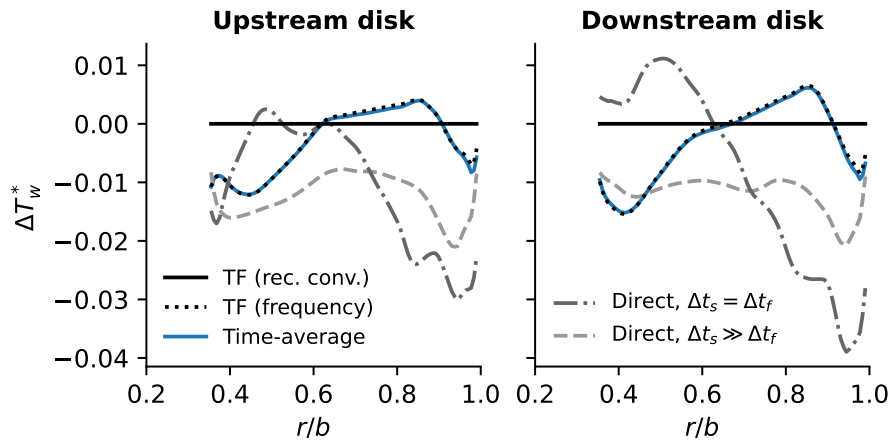 Upstream disk
Downstream disk
ΔT*w
0.01
0.00
−0.01
−0.02
−0.03
−0.04
TF (rec. conv.)
TF (frequency)
Time-average
Direct, Δts = Δtf
Direct, Δts ≫ Δtf
0.2 0.4 0.6 0.8 1.0
0.2 0.4 0.6 0.8 1.0
r/b
r/b